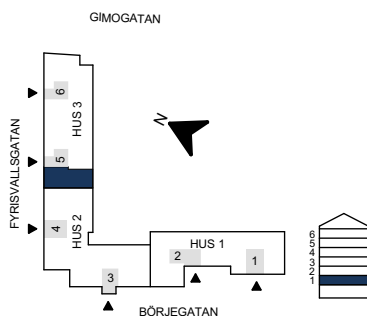 GIMOGATAN
FYRISVALLSGATAN
6
HUS 3
5
4
HUS 2
3
HUS 1
2
1
N
BÖRJEGATAN
6
5
4
3
2
1